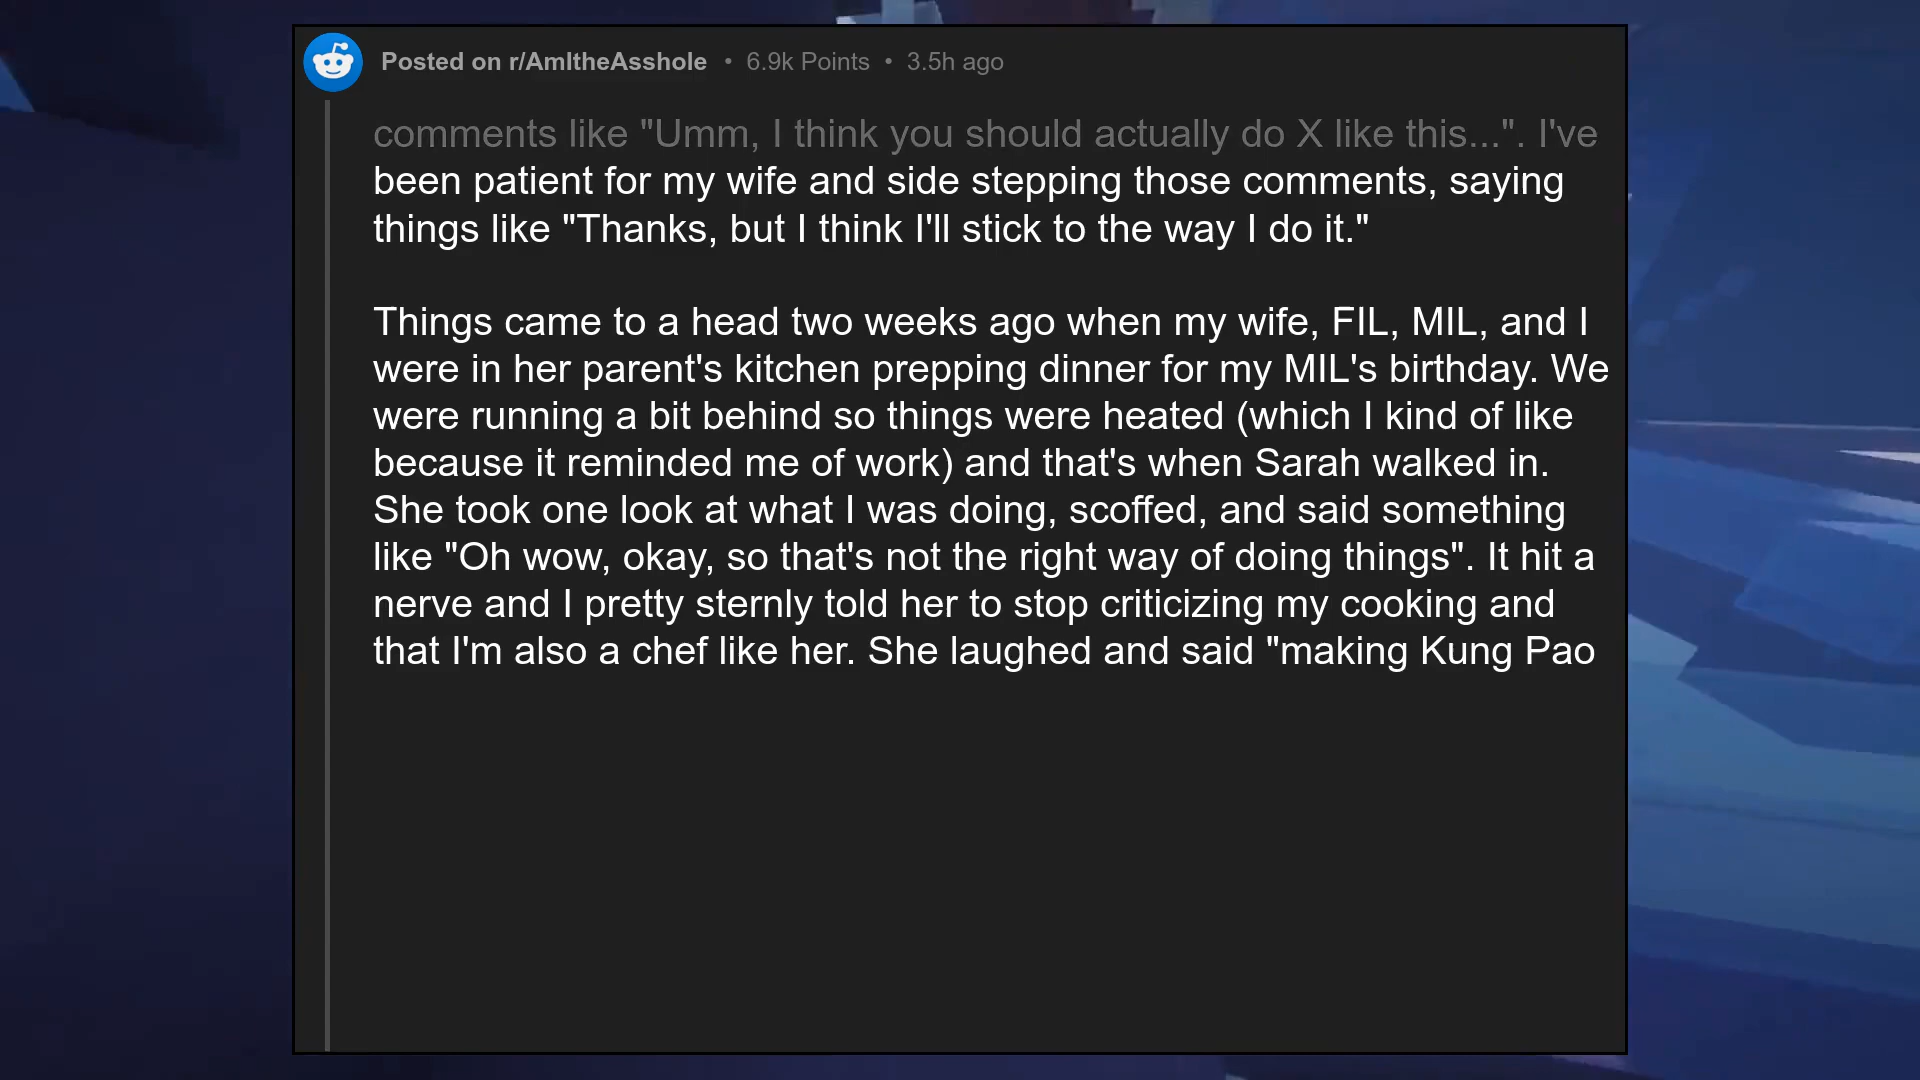 Posted on r/AmItheAsshole • 6.9k Points • 3.5h ago
comments like "Umm, I think you should actually do X like this...". I've
been patient for my wife and side stepping those comments, saying
things like "Thanks, but I think I'll stick to the way I do it."
Things came to a head two weeks ago when my wife, FIL, MIL, and I
were in her parent's kitchen prepping dinner for my MIL's birthday. We
were running a bit behind so things were heated (which I kind of like
because it reminded me of work) and that's when Sarah walked in.
She took one look at what I was doing, scoffed, and said something
like "Oh wow, okay, so that's not the right way of doing things". It hit a
nerve and I pretty sternly told her to stop criticizing my cooking and
that I'm also a chef like her. She laughed and said "making Kung Pao